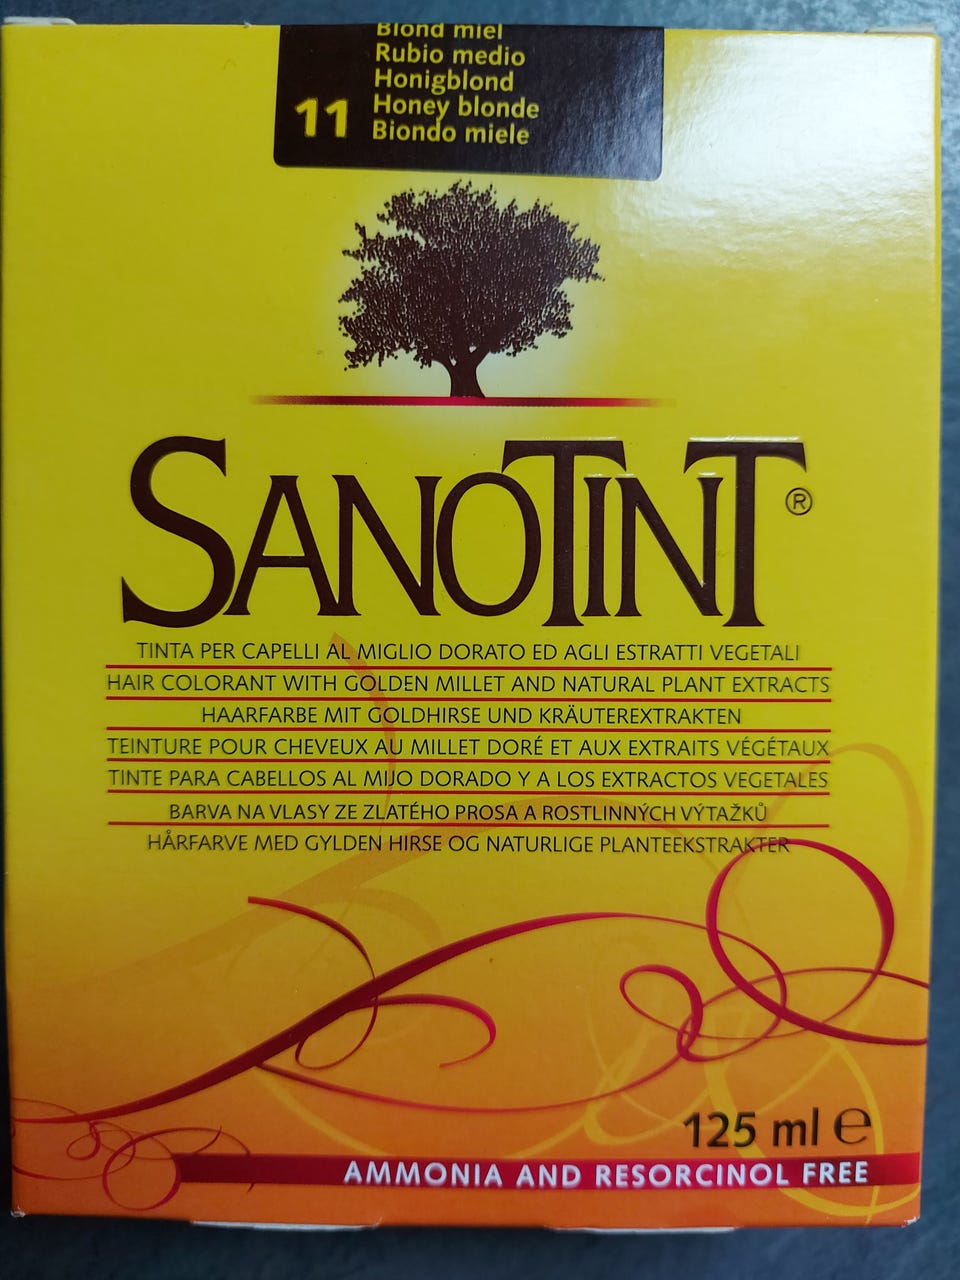 Blond miel
Rubio medio
Honigblond
Honey blonde
11 Biondo miele
SANOTINT®
TINTA PER CAPELLI AL MIGLIO DORATO ED AGLI ESTRATTI VEGETALI
HAIR COLORANT WITH GOLDEN MILLET AND NATURAL PLANT EXTRACTS
HAARFARBE MIT GOLDHIRSE UND KRÄUTEREXTRAKTEN
TEINTURE POUR CHEVEUX AU MILLET DORÉ ET AUX EXTRAITS VÉGÉTAUX
TINTE PARA CABELLOS AL MIJO DORADO Y A LOS EXTRACTOS VEGETALES
BARVA NA VLASY ZE ZLATÉHO PROSA A ROSTLINNÝCH VÝTAŽKŮ
HÅRFARVE MED GYLDEN HIRSE OG NATURLIGE PLANTEEKSTRAKTER
125 ml ℮
AMMONIA AND RESORCINOL FREE